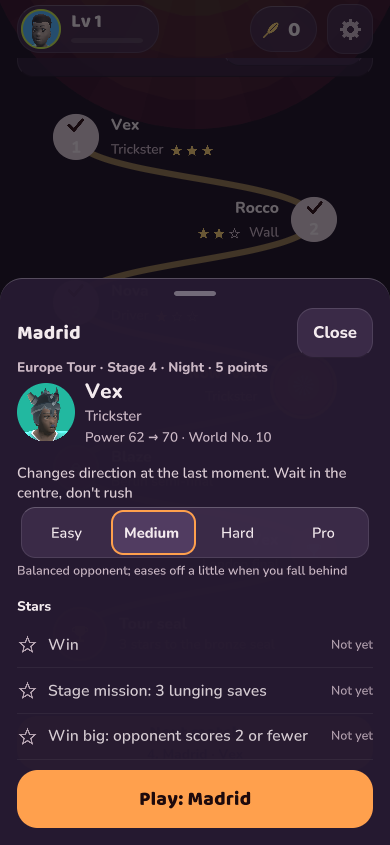 Lv 1
0
Vex
Trickster
1
Rocco
Wall
2
Madrid
Close
Europe Tour · Stage 4 · Night · 5 points
Vex
Trickster
Power 62 → 70 · World No. 10
Changes direction at the last moment. Wait in the
centre, don't rush
Easy
Medium
Hard
Pro
Balanced opponent; eases off a little when you fall behind
Stars
Win
Not yet
Stage mission: 3 lunging saves
Not yet
Win big: opponent scores 2 or fewer
Not yet
Play: Madrid